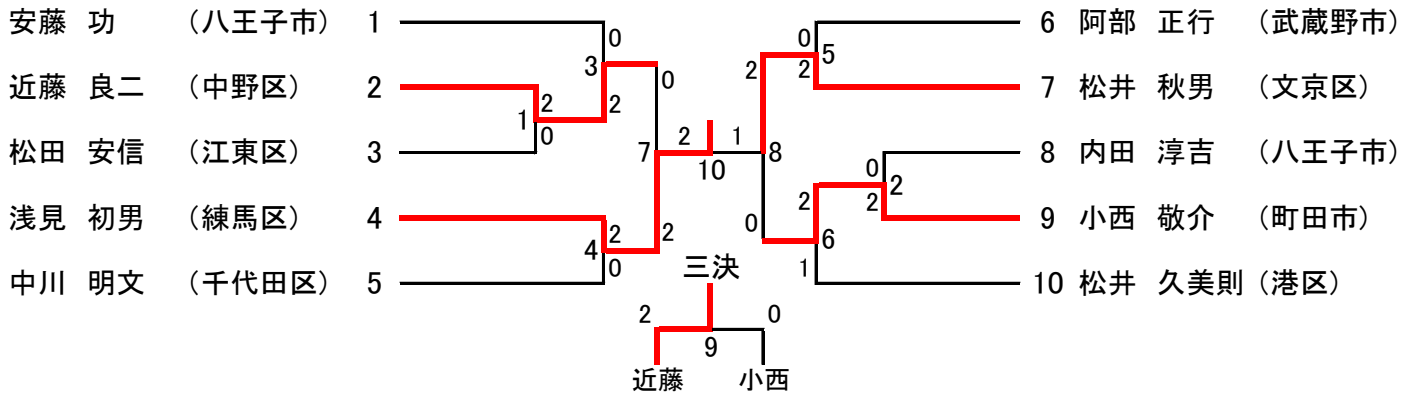 安藤 功 (八王子市) 1
0
6 阿部 正行 (武蔵野市)
0
5
3
0
2
2
近藤 良二 (中野区) 2
2
2
7 松井 秋男 (文京区)
1
0
2
1
松田 安信 (江東区) 3
7
10
8
8 内田 淳吉 (八王子市)
0
2
2
2
浅見 初男 (練馬区) 4
2
2
0
9 小西 敬介 (町田市)
4
6
0
三決
1
中川 明文 (千代田区) 5
10 松井 久美則 (港区)
2
0
9
近藤 小西